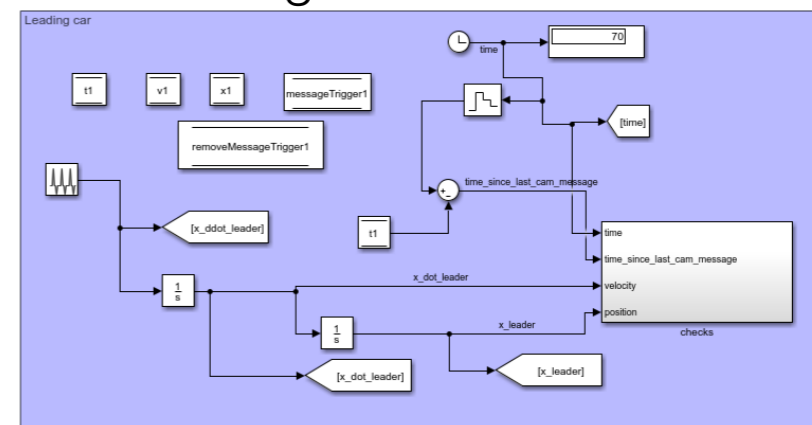 Leading car
70
time
t1
v1
x1
messageTrigger1
[time]
removeMessageTrigger1
time_since_last_cam_message
[x_ddot_leader]
t1
time
time_since_last_cam_message
x_dot_leader
velocity
1
s
x_leader
position
1
s
checks
[x_dot_leader]
[x_leader]